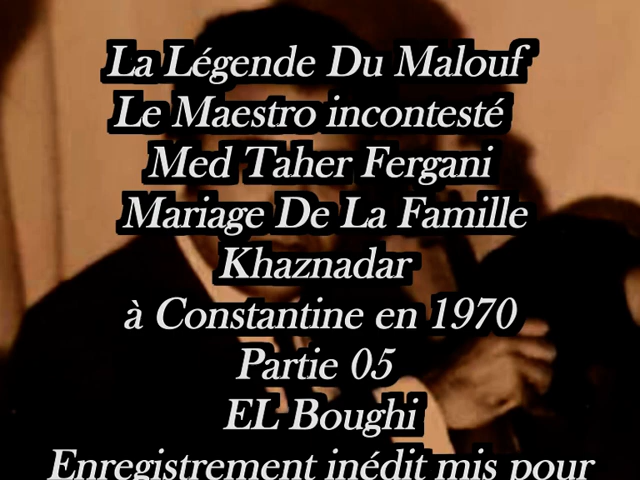 La Légende Du Malouf
Le Maestro incontesté
Med Taher Fergani
Mariage De La Famille
Khaznadar
à Constantine en 1970
Partie 05
EL Boughi
Enregistrement inédit mis pour